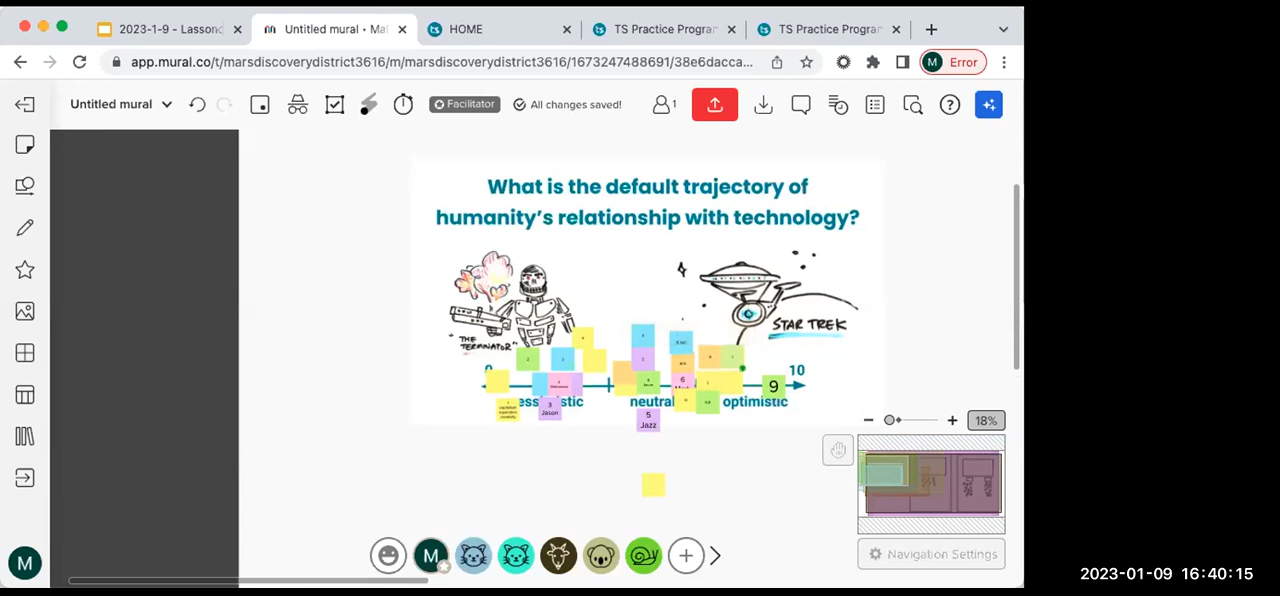 2023-1-9 - Lassond
Untitled mural • Ma
HOME
TS Practice Program
TS Practice Program
app.mural.co/t/marsdiscoverydistrict3616/m/marsdiscoverydistrict3616/1673247488691/38e6dacca...
M
Error
Untitled mural
Facilitator
All changes saved!
1
What is the default trajectory of
humanity's relationship with technology?
"THE
TERMINATOR"
STAR TREK
0
10
9
6
3
Jason
5
Jazz
neutral
optimistic
18%
M
Navigation Settings
M
2023-01-09 16:40:15